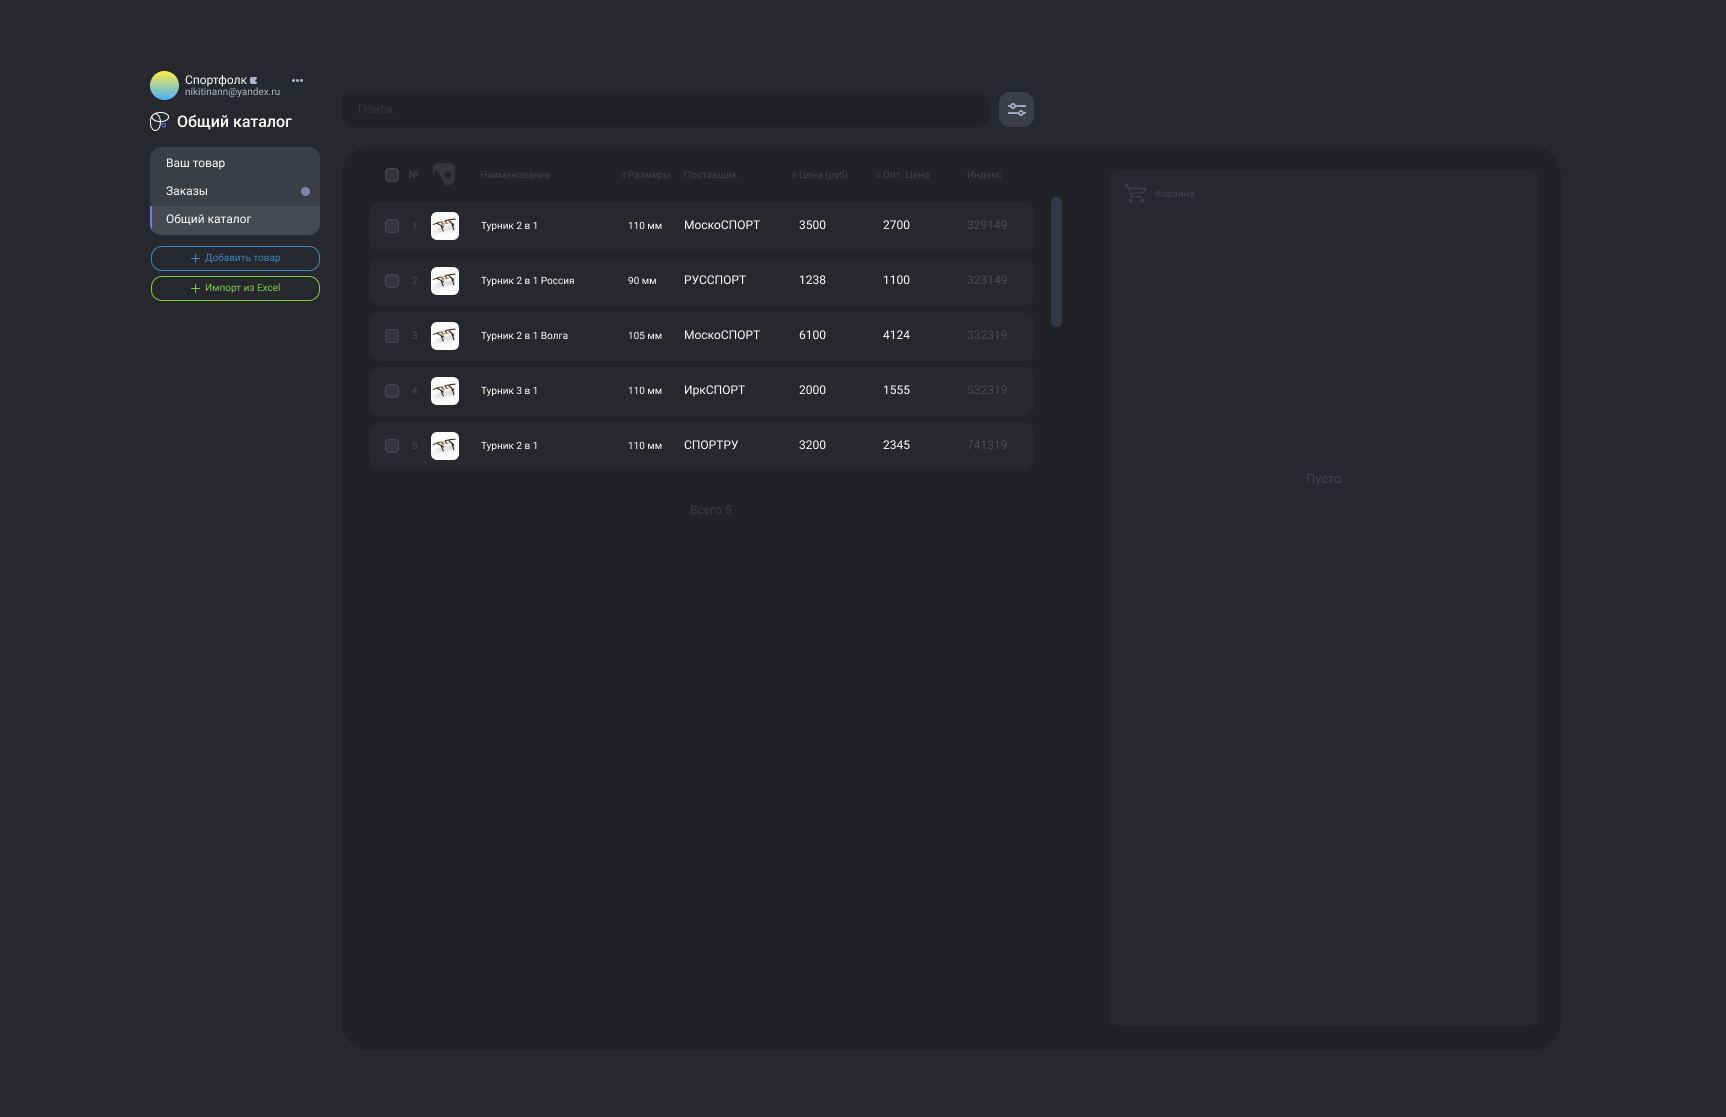 Спортфолк
nikitinann@yandex.ru
Общий каталог
Ваш товар
Заказы
Общий каталог
+ Добавить товар
+ Импорт из Excel
Поиск
№ Наименование Размеры Поставщик Цена (руб) Опт. Цена Индекс
1 Турник 2 в 1 110 мм МоскоСПОРТ 3500 2700 329149
2 Турник 2 в 1 Россия 90 мм РУССПОРТ 1238 1100 323149
3 Турник 2 в 1 Волга 105 мм МоскоСПОРТ 6100 4124 332319
4 Турник 3 в 1 110 мм ИркСПОРТ 2000 1555 532319
5 Турник 2 в 1 110 мм СПОРТРУ 3200 2345 741319
Всего 5
Корзина
Пусто